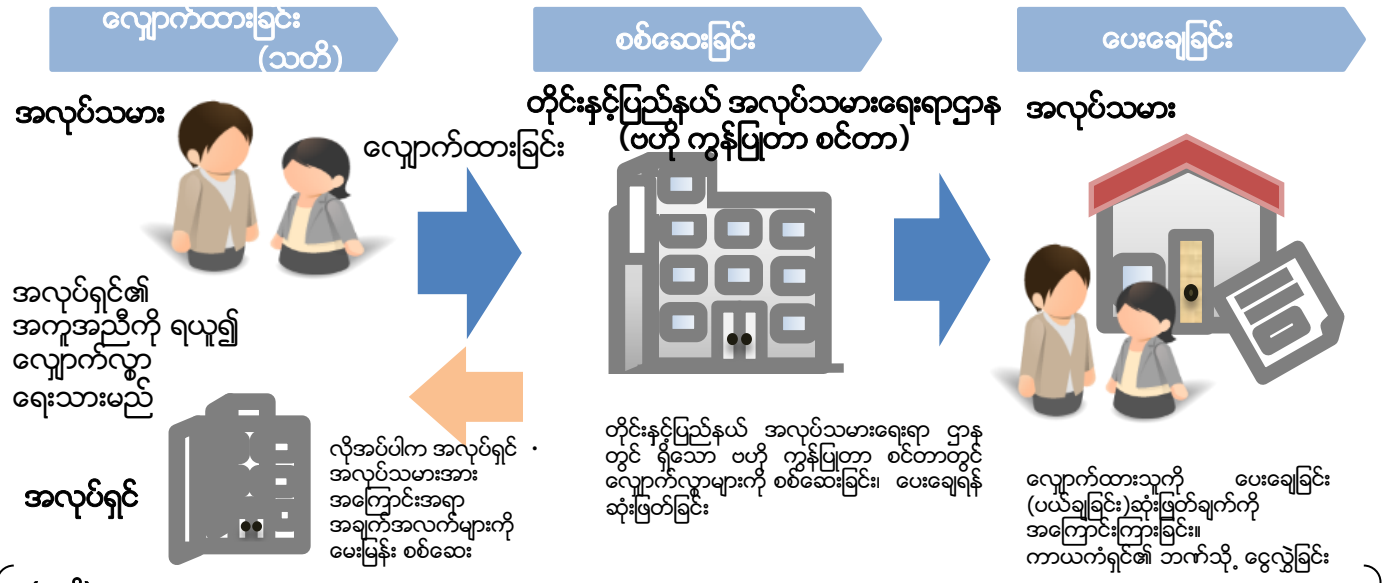 လျှောက်ထားခြင်း
(သတိ)
စစ်ဆေးခြင်း
ပေးချေခြင်း
အလုပ်သမား
လျှောက်ထားခြင်း
တိုင်းနှင့်ပြည်နယ် အလုပ်သမားရေးရာဌာန
(ဗဟို ကွန်ပြုတာ စင်တာ)
အလုပ်သမား
အလုပ်ရှင်၏
အကူအညီကို ရယူ၍
လျှောက်လွှာ
ရေးသားမည်
အလုပ်ရှင်
လိုအပ်ပါက အလုပ်ရှင် ・
အလုပ်သမားအား
အကြောင်းအရာ
အချက်အလက်များကို
မေးမြန်း စစ်ဆေး
တိုင်းနှင့်ပြည်နယ် အလုပ်သမားရေးရာ ဌာန
တွင် ရှိသော ဗဟို ကွန်ပြုတာ စင်တာတွင်
လျှောက်လွှာများကို စစ်ဆေးခြင်း၊ ပေးချေရန်
ဆုံးဖြတ်ခြင်း
လျှောက်ထားသူကို ပေးချေခြင်း
(ပယ်ချခြင်း)ဆုံးဖြတ်ချက်ကို
အကြောင်းကြားခြင်း။
ကာယကံရှင်၏ ဘဏ်သို့ ငွေလွှဲခြင်း